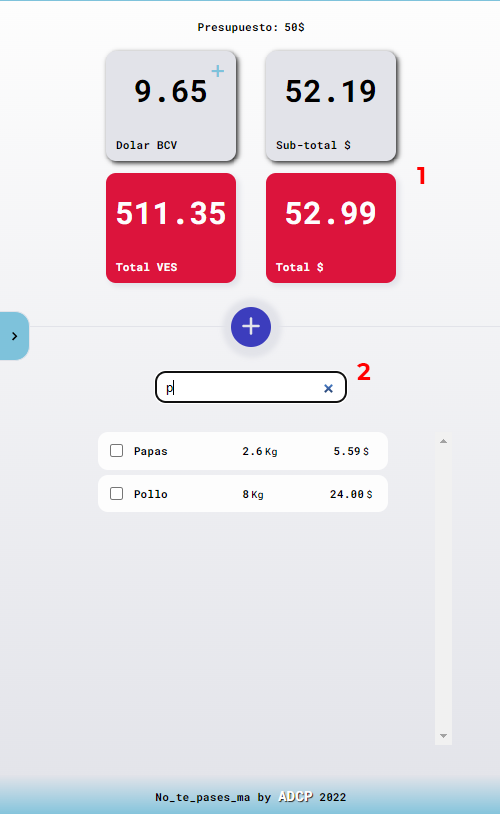 Presupuesto: 50$
9.65 +
52.19
Dolar BCV
Sub-total $
1
511.35
52.99
Total VES
Total $
+
>
2
p ×
Papas 2.6 Kg 5.59 $
Pollo 8 Kg 24.00 $
No_te_pases_ma by ADCP 2022